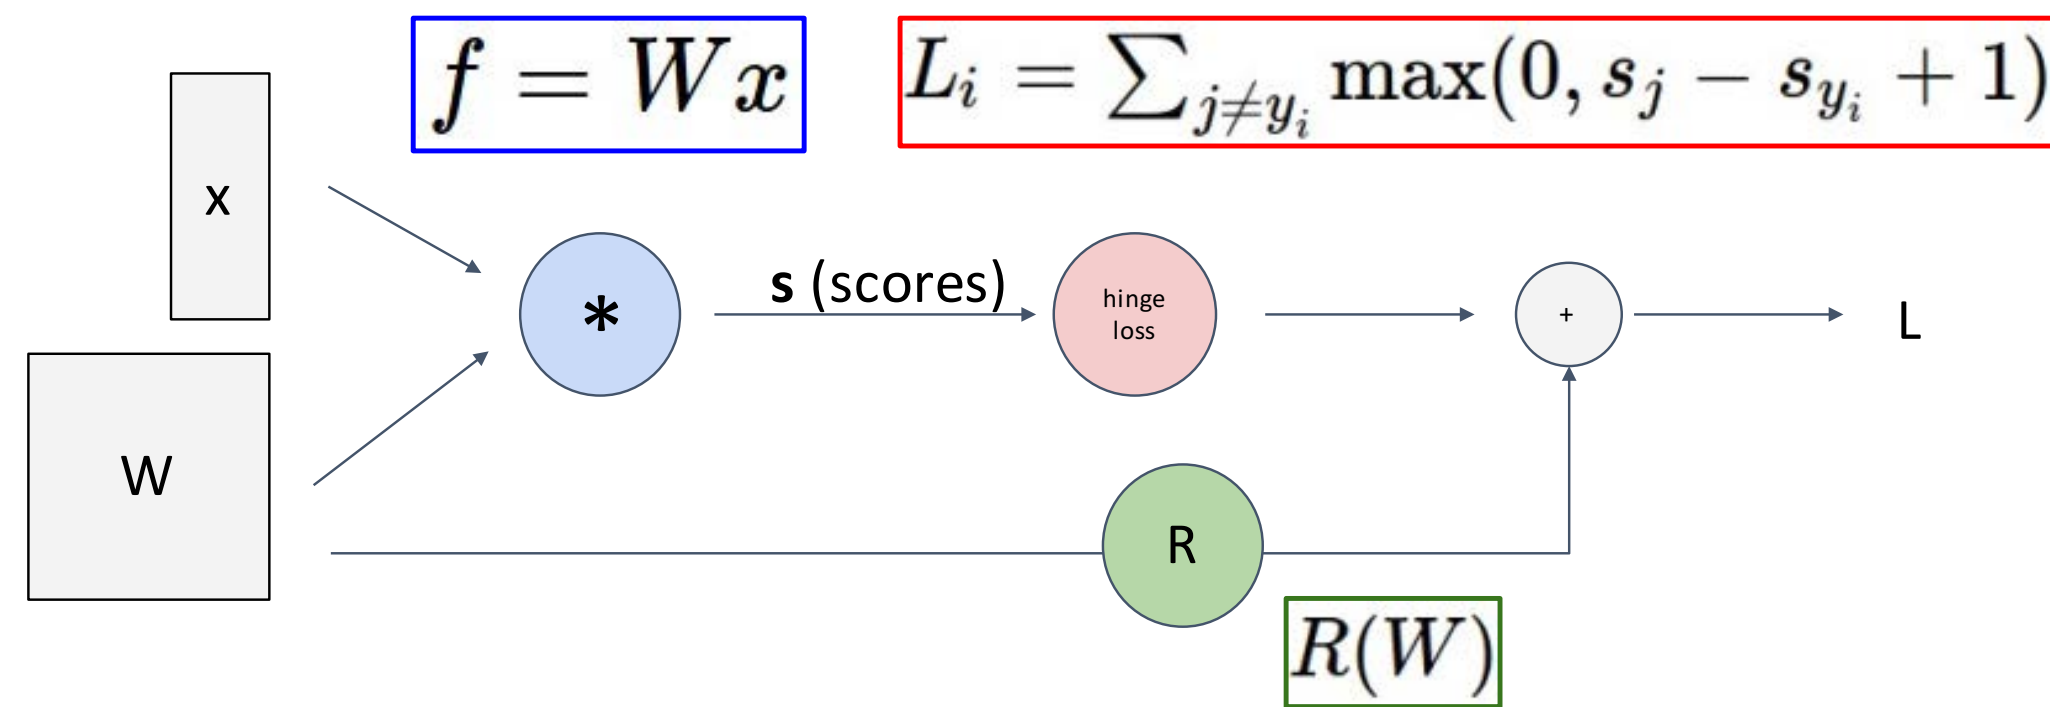 f = Wx
L_i = ∑_{j≠y_i} max(0, s_j − s_{y_i} + 1)
x
*
s (scores)
hinge
loss
+
L
W
R
R(W)